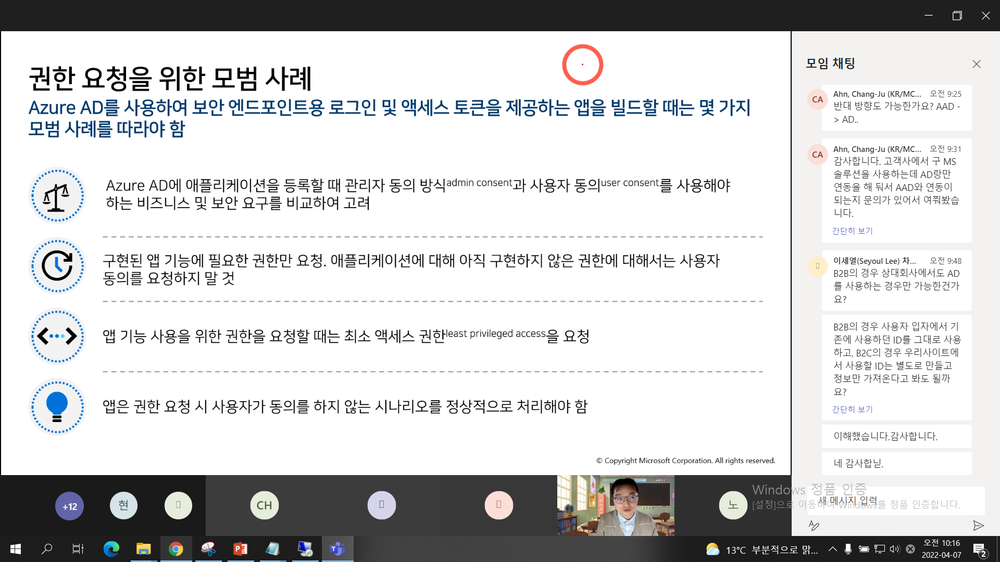 권한 요청을 위한 모범 사례
Azure AD를 사용하여 보안 엔드포인트용 로그인 및 액세스 토큰을 제공하는 앱을 빌드할 때는 몇 가지
모범 사례를 따라야 함
Azure AD에 애플리케이션을 등록할 때 관리자 동의 방식admin consent과 사용자 동의user consent를 사용해야
하는 비즈니스 및 보안 요구를 비교하여 고려
구현된 앱 기능에 필요한 권한만 요청. 애플리케이션에 대해 아직 구현하지 않은 권한에 대해서는 사용자
동의를 요청하지 말 것
앱 기능 사용을 위한 권한을 요청할 때는 최소 액세스 권한least privileged access을 요청
앱은 권한 요청 시 사용자가 동의를 하지 않는 시나리오를 정상적으로 처리해야 함
© Copyright Microsoft Corporation. All rights reserved.
모임 채팅
CA
Ahn, Chang-Ju (KR/MC... 오전 9:25
반대 방향도 가능한가요? AAD -
> AD..
CA
Ahn, Chang-Ju (KR/MC... 오전 9:31
감사합니다. 고객사에서 구 MS
솔루션을 사용하는데 AD랑만
연동을 해 둬서 AAD와 연동이
되는지 문의가 있어서 여쭤봤습
니다.
간단히 보기
이세열(Seyoul Lee) 차... 오전 9:48
B2B의 경우 상대회사에서도 AD
를 사용하는 경우만 가능한건가
요?
B2B의 경우 사용자 입자에서 기
존에 사용하던 ID를 그대로 사용
하고, B2C의 경우 우리사이트에
서 사용할 ID는 별도로 만들고
정보만 가져온다고 봐도 될까
요?
간단히 보기
이해했습니다.감사합니다.
네 감사합닏.
새 메시지 입력
Windows 정품 인증
[설정]으로 이동하여 Windows를 정품 인증합니다.
+12
현
CH
노
13°C 부분적으로 맑...
오전 10:16
2022-04-07
2